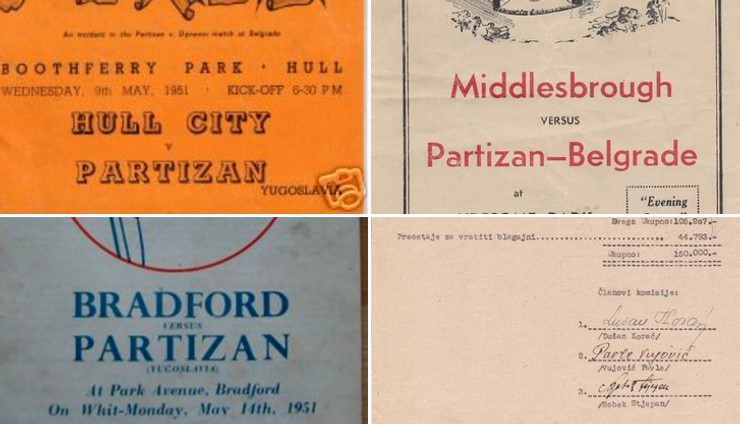 An incident in the Partizan v. Dynamo match at Belgrade
BOOTHFERRY PARK · HULL
WEDNESDAY, 9th MAY, 1951 · KICK-OFF 6-30 P M
HULL CITY
v
PARTIZAN
YUGOSLAVIA
Middlesbrough
VERSUS
Partizan—Belgrade
at
"Evening
BRADFORD
VERSUS
PARTIZAN
(YUGOSLAVIA)
At Park Avenue, Bradford
On Whit-Monday, May 14th, 1951
Svega Ukupno:105.207.-
Preostaje za vratiti blagajni 44.793.-
Ukupno: 150.000.-
Članovi komisije:
1.
/Dušan Korać/
2. Pavle Vujović
/Vujović Pavle/
3.
/Bobek Stjepan/